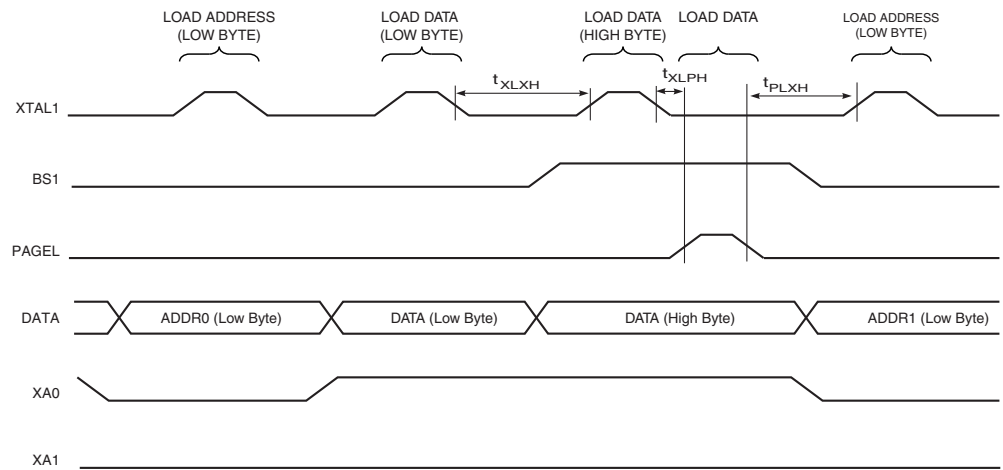 LOAD ADDRESS
(LOW BYTE)
LOAD DATA
(LOW BYTE)
LOAD DATA
(HIGH BYTE)
LOAD DATA
LOAD ADDRESS
(LOW BYTE)
XTAL1
tXLXH
tXLPH
tPLXH
BS1
PAGEL
DATA
ADDR0 (Low Byte)
DATA (Low Byte)
DATA (High Byte)
ADDR1 (Low Byte)
XA0
XA1